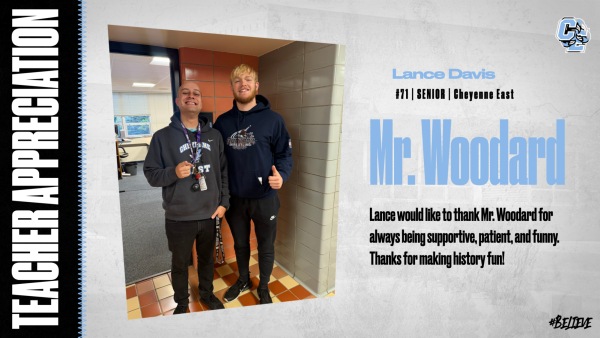 TEACHER APPRECIATION
Lance Davis
#71 | SENIOR | Cheyenne East
Mr. Woodard
Lance would like to thank Mr. Woodard for
always being supportive, patient, and funny.
Thanks for making history fun!
#BELIEVE